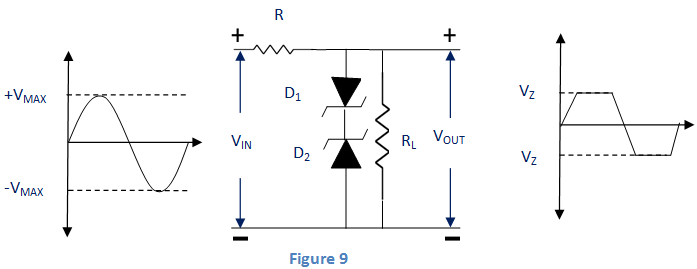 R
+
+
+VMAX
-VMAX
VIN
D1
D2
RL
VOUT
VZ
VZ
Figure 9